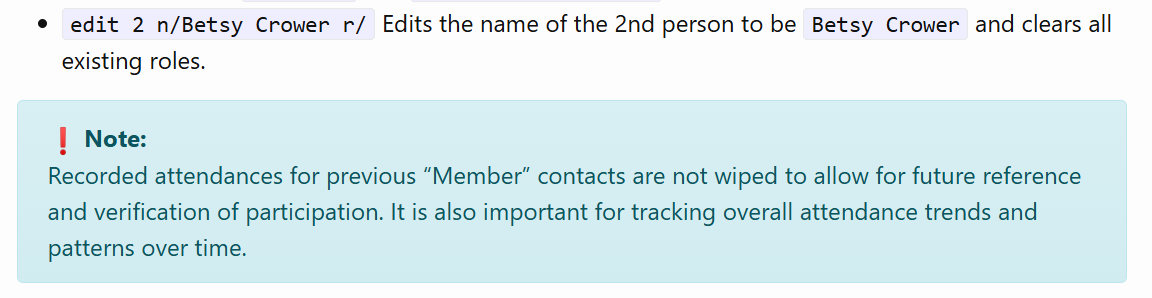 edit 2 n/Betsy Crower r/ Edits the name of the 2nd person to be Betsy Crower and clears all
existing roles.
❗ Note:
Recorded attendances for previous “Member” contacts are not wiped to allow for future reference
and verification of participation. It is also important for tracking overall attendance trends and
patterns over time.